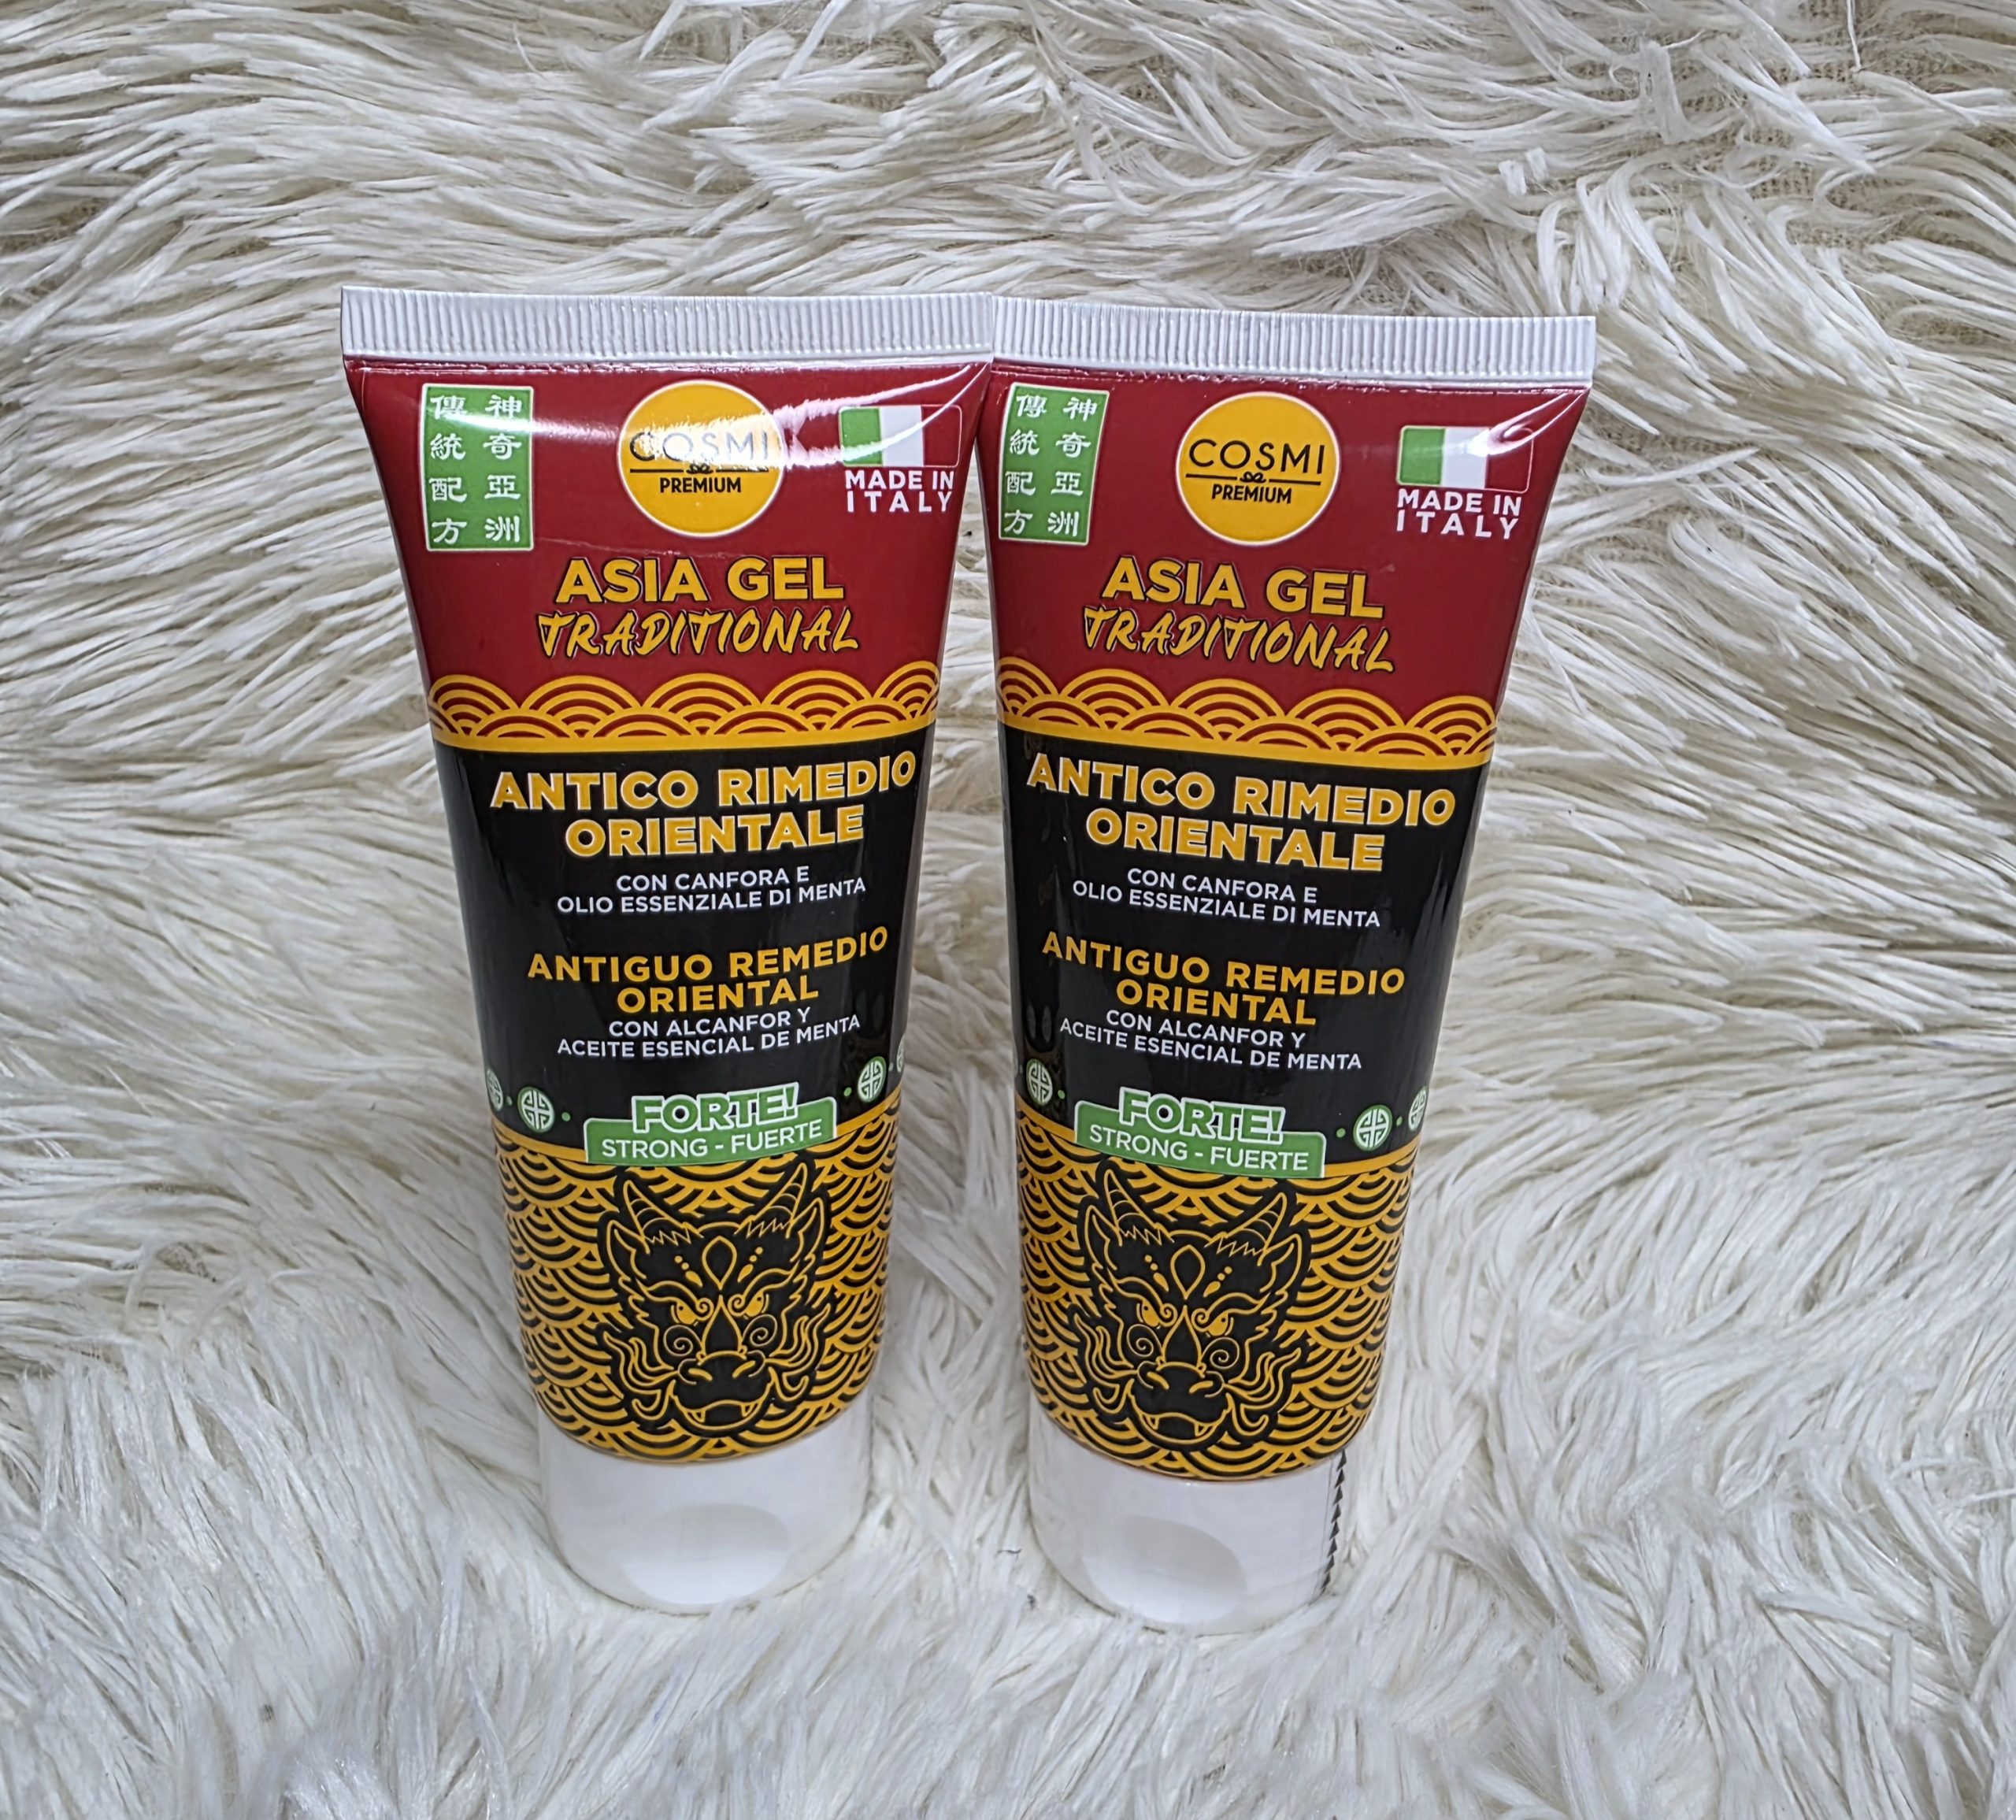 神奇亞洲
傳統配方
COSMI
PREMIUM
MADE IN
ITALY
ASIA GEL
TRADITIONAL
ANTICO RIMEDIO
ORIENTALE
CON CANFORA E
OLIO ESSENZIALE DI MENTA
ANTIGUO REMEDIO
ORIENTAL
CON ALCANFOR Y
ACEITE ESENCIAL DE MENTA
FORTE!
STRONG - FUERTE
神奇亞洲
傳統配方
COSMI
PREMIUM
MADE IN
ITALY
ASIA GEL
TRADITIONAL
ANTICO RIMEDIO
ORIENTALE
CON CANFORA E
OLIO ESSENZIALE DI MENTA
ANTIGUO REMEDIO
ORIENTAL
CON ALCANFOR Y
ACEITE ESENCIAL DE MENTA
FORTE!
STRONG - FUERTE